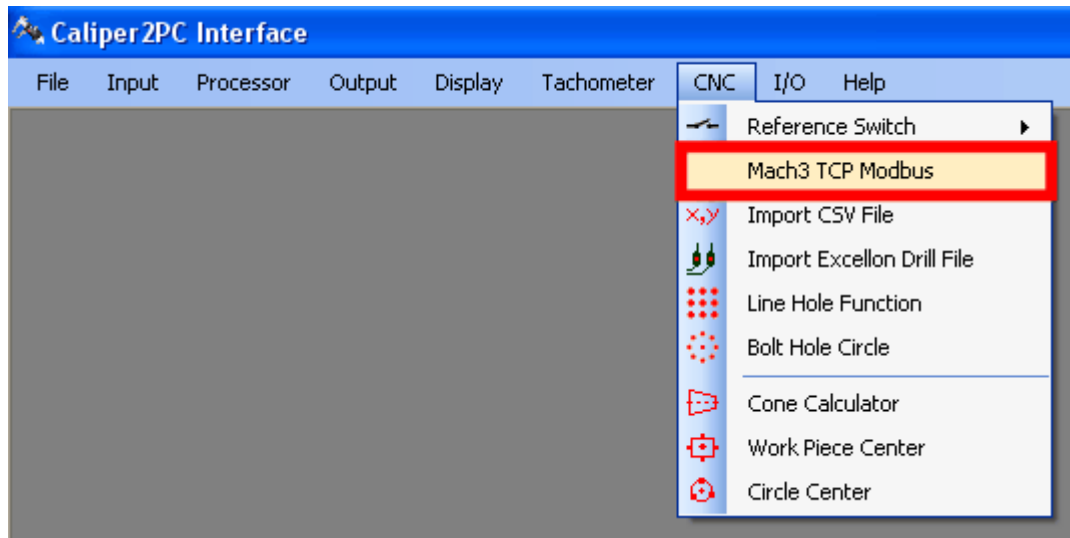 Caliper2PC Interface
File Input Processor Output Display Tachometer CNC I/O Help
Reference Switch
Mach3 TCP Modbus
x,y Import CSV File
Import Excellon Drill File
Line Hole Function
Bolt Hole Circle
Cone Calculator
Work Piece Center
Circle Center